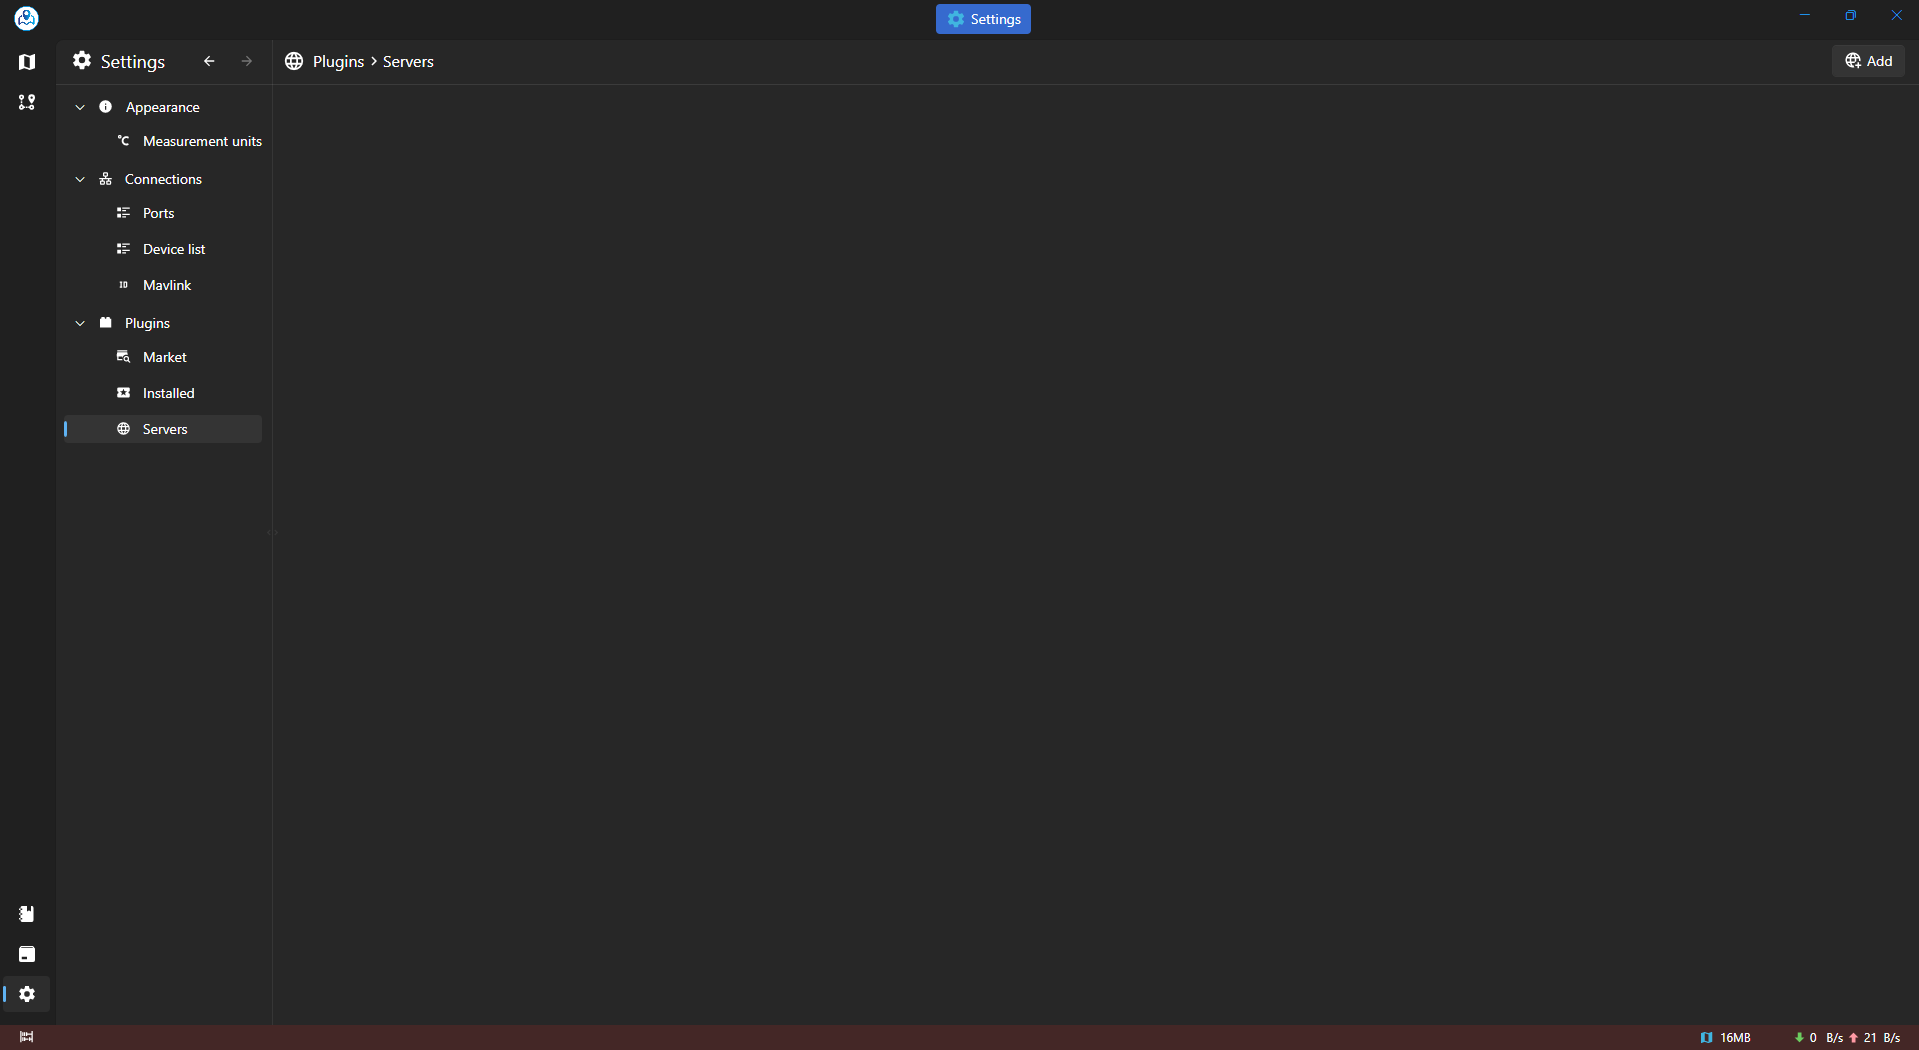 Settings
Settings
Plugins > Servers
Add
Appearance
°C Measurement units
Connections
Ports
Device list
ID Mavlink
Plugins
Market
Installed
Servers
16MB 0 B/s 21 B/s